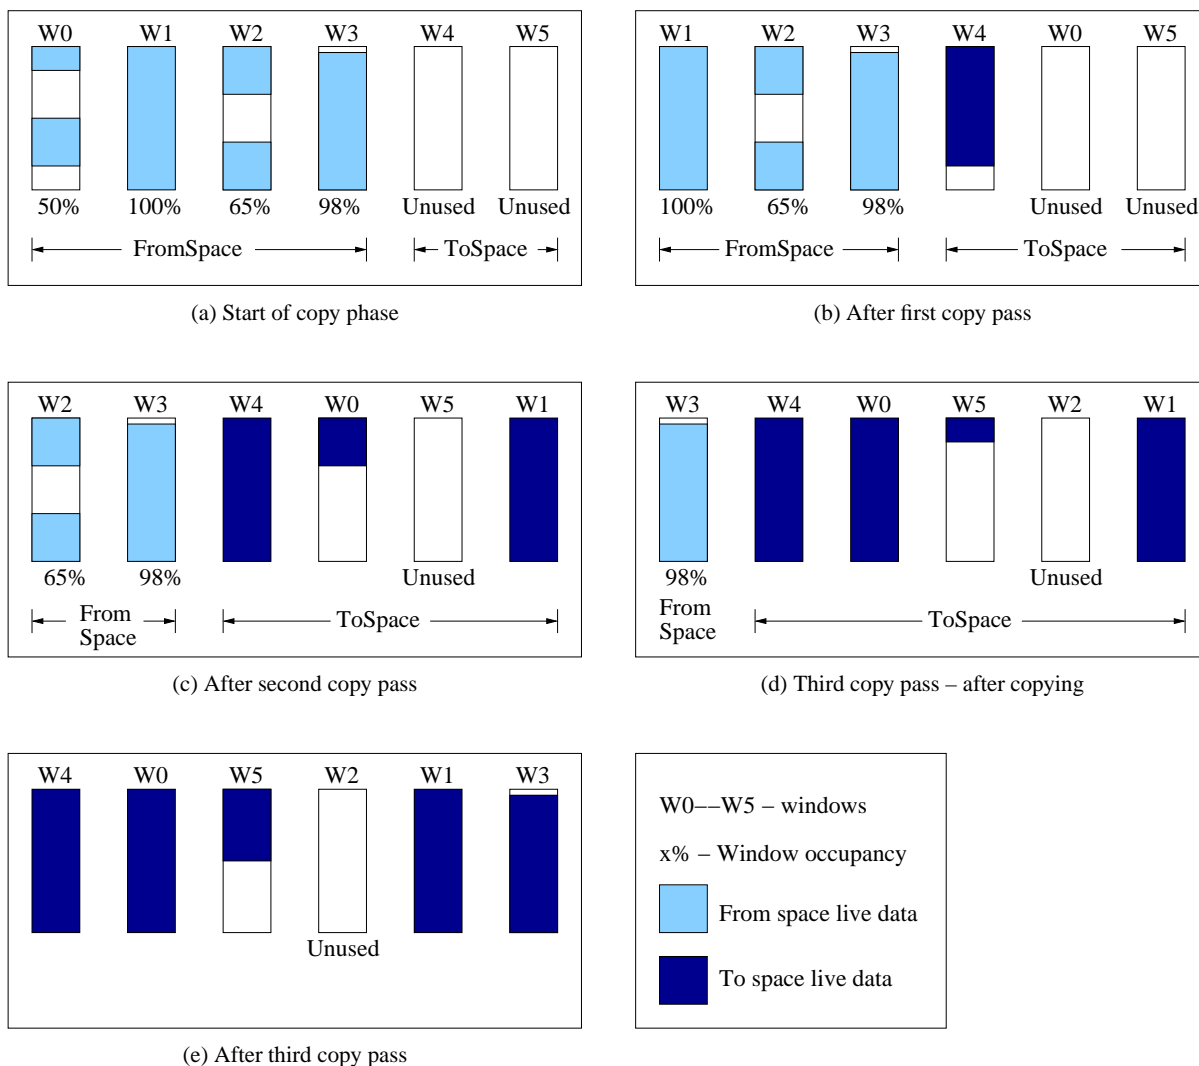 W0 W1 W2 W3 W4 W5
50% 100% 65% 98% Unused Unused
FromSpace ToSpace
(a) Start of copy phase
W1 W2 W3 W4 W0 W5
100% 65% 98% Unused Unused
FromSpace ToSpace
(b) After first copy pass
W2 W3 W4 W0 W5 W1
65% 98% Unused
From
Space
ToSpace
(c) After second copy pass
W3 W4 W0 W5 W2 W1
98% Unused
From
Space
ToSpace
(d) Third copy pass – after copying
W4 W0 W5 W2 W1 W3
Unused
(e) After third copy pass
W0−−W5 – windows
x% – Window occupancy
From space live data
To space live data